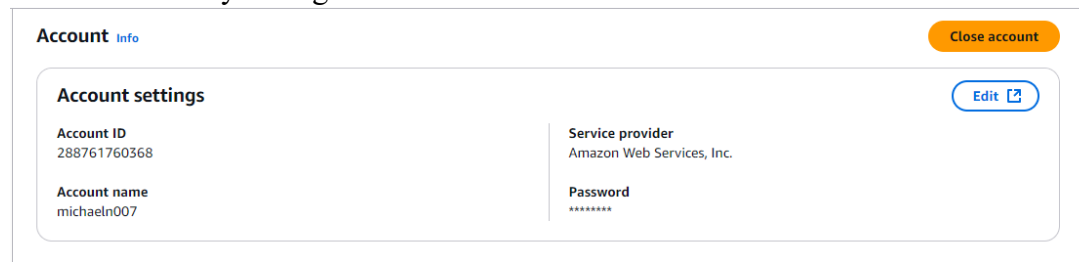 Account Info
Close account
Account settings
Edit
Account ID
288761760368
Service provider
Amazon Web Services, Inc.
Account name
michaeln007
Password
********